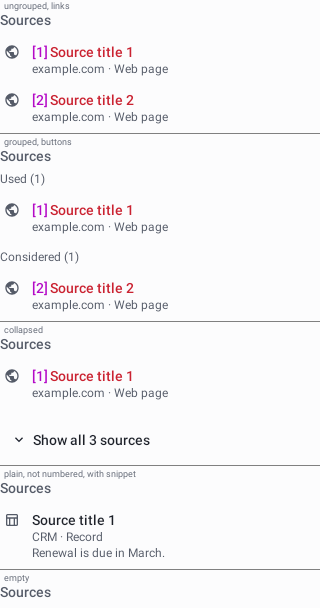 ungrouped, links
Sources
[1] Source title 1
example.com · Web page
[2] Source title 2
example.com · Web page
grouped, buttons
Sources
Used (1)
[1] Source title 1
example.com · Web page
Considered (1)
[2] Source title 2
example.com · Web page
collapsed
Sources
[1] Source title 1
example.com · Web page
Show all 3 sources
plain, not numbered, with snippet
Sources
Source title 1
CRM · Record
Renewal is due in March.
empty
Sources